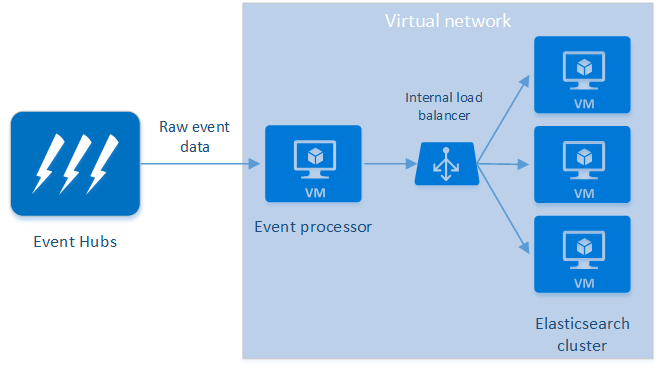 Virtual network
Internal load
balancer
VM
Raw event
data
VM
VM
Event processor
Event Hubs
VM
Elasticsearch
cluster